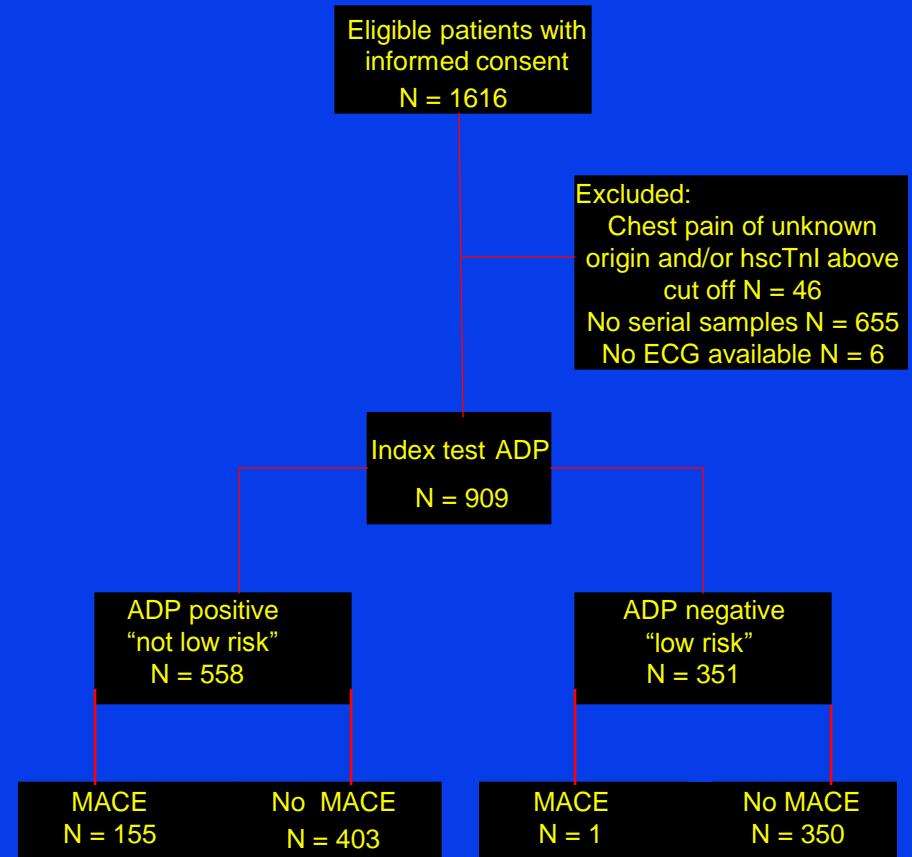 Eligible patients with
informed consent
N = 1616
Excluded:
Chest pain of unknown
origin and/or hscTnI above
cut off N = 46
No serial samples N = 655
No ECG available N = 6
Index test ADP
N = 909
ADP positive
“not low risk”
N = 558
ADP negative
“low risk”
N = 351
MACE
N = 155
No MACE
N = 403
MACE
N = 1
No MACE
N = 350